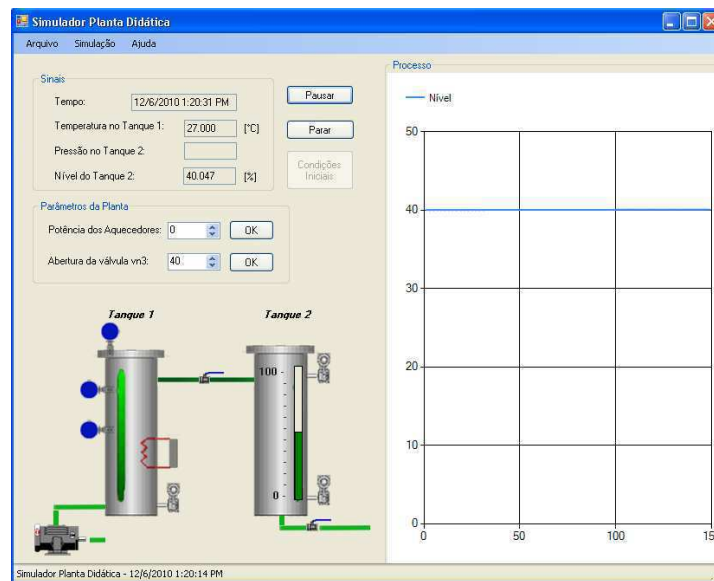 Simulador Planta Didática
Arquivo Simulação Ajuda
Sinais
Tempo: 12/6/2010 1:20:31 PM
Temperatura no Tanque 1: 27.000 [°C]
Pressão no Tanque 2:
Nível do Tanque 2: 40.047 [%]
Pausar
Parar
Condições
Iniciais
Parâmetros da Planta
Potência dos Aquecedores: 0 OK
Abertura da válvula vn3: 40 OK
Tanque 1
Tanque 2
100
0
Processo
Nível
50
40
30
20
10
0
0 50 100 15
Simulador Planta Didática - 12/6/2010 1:20:14 PM